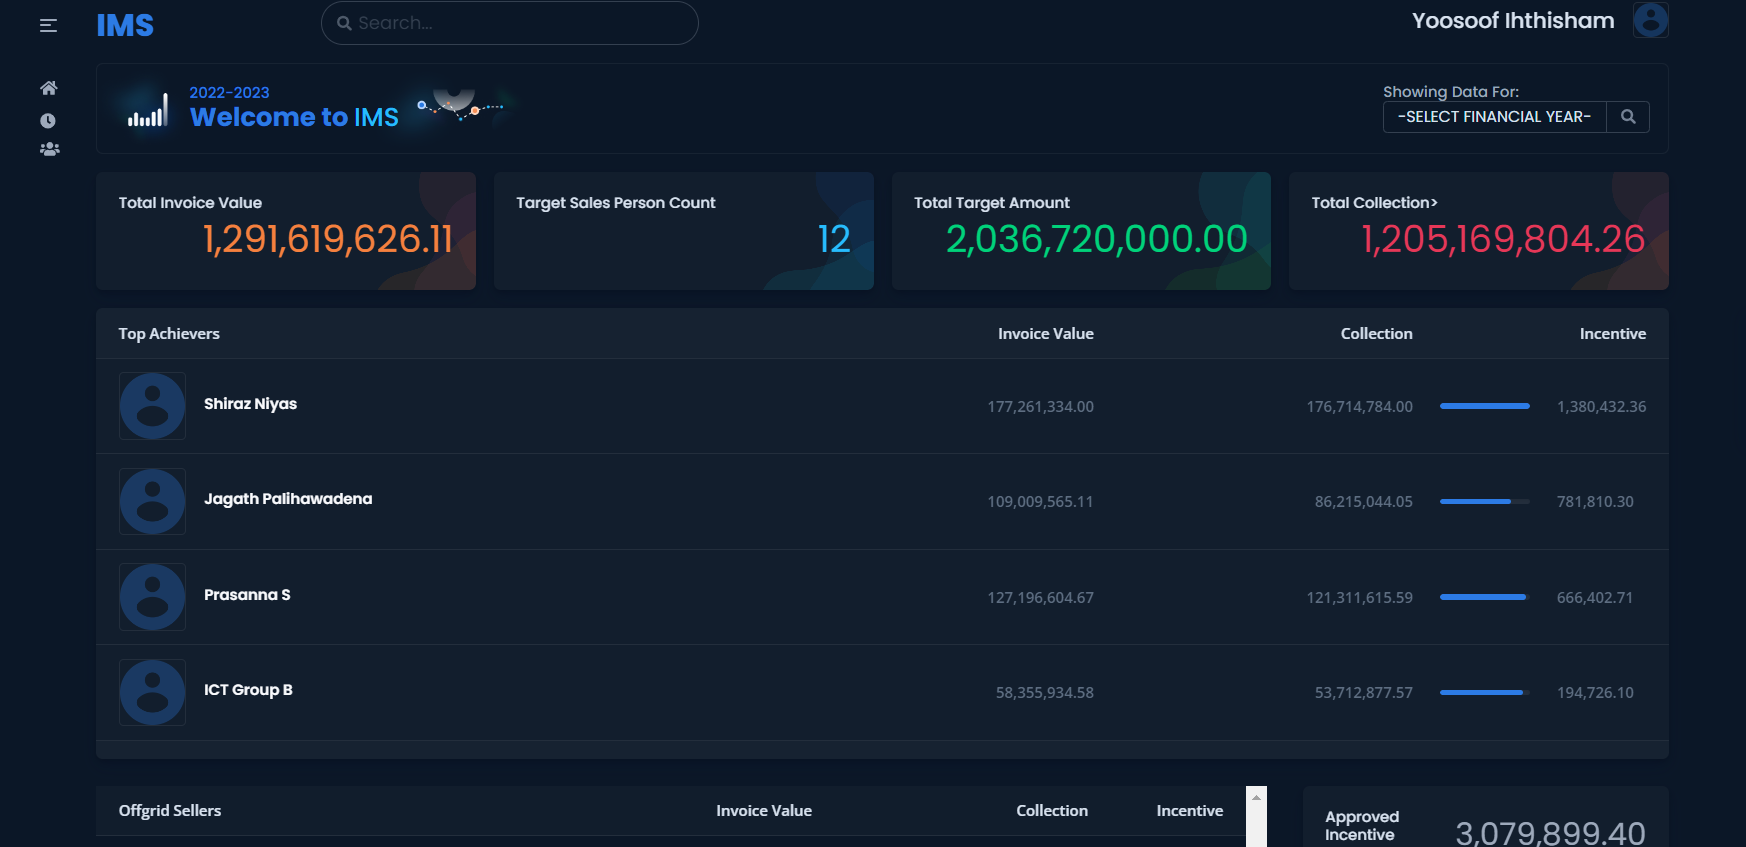 IMS
Search...
Yoosoof Ihthisham
2022-2023
Welcome to IMS
Showing Data For:
-SELECT FINANCIAL YEAR-
Total Invoice Value
1,291,619,626.11
Target Sales Person Count
12
Total Target Amount
2,036,720,000.00
Total Collection>
1,205,169,804.26
Top Achievers Invoice Value Collection Incentive
Shiraz Niyas 177,261,334.00 176,714,784.00 1,380,432.36
Jagath Palihawadena 109,009,565.11 86,215,044.05 781,810.30
Prasanna S 127,196,604.67 121,311,615.59 666,402.71
ICT Group B 58,355,934.58 53,712,877.57 194,726.10
Offgrid Sellers Invoice Value Collection Incentive
Approved
Incentive
3,079,899.40